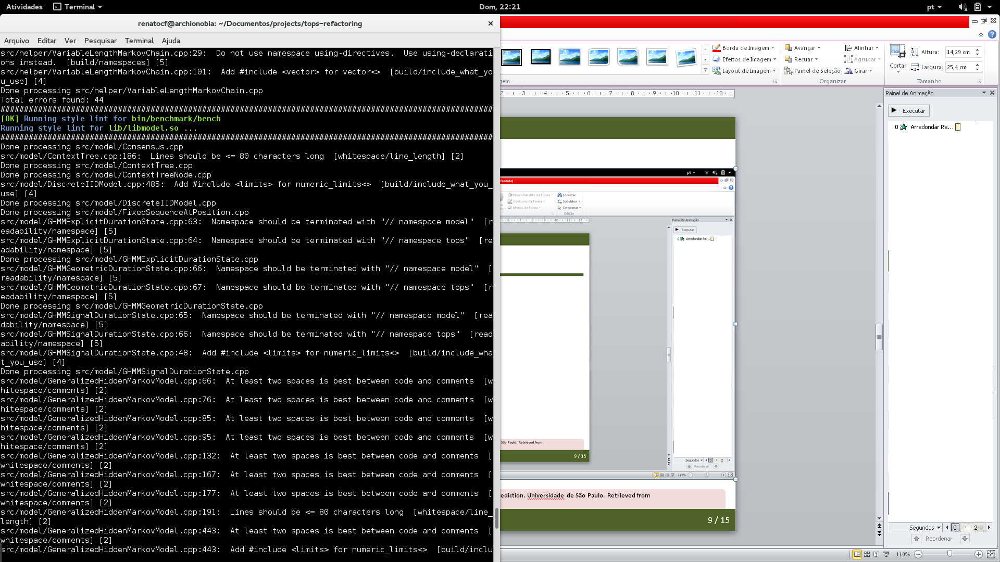 Atividades
Terminal
Dom, 22:21
pt
renatocf@archionobia: ~/Documentos/projects/tops-refactoring
Arquivo Editar Ver Pesquisar Terminal Ajuda
src/helper/VariableLengthMarkovChain.cpp:29:  Do not use namespace using-directives.  Use using-declarati
ons instead.  [build/namespaces] [5]
src/helper/VariableLengthMarkovChain.cpp:101:  Add #include <vector> for vector<>  [build/include_what_yo
u_use] [4]
Done processing src/helper/VariableLengthMarkovChain.cpp
Total errors found: 44
#########################################################################################################
[OK] Running style lint for bin/benchmark/bench
Running style lint for lib/libmodel.so ...
#########################################################################################################
Done processing src/model/Consensus.cpp
src/model/ContextTree.cpp:186:  Lines should be <= 80 characters long  [whitespace/line_length] [2]
Done processing src/model/ContextTree.cpp
Done processing src/model/ContextTreeNode.cpp
src/model/DiscreteIIDModel.cpp:485:  Add #include <limits> for numeric_limits<>  [build/include_what_you_
use] [4]
Done processing src/model/DiscreteIIDModel.cpp
Done processing src/model/FixedSequenceAtPosition.cpp
src/model/GHMMExplicitDurationState.cpp:63:  Namespace should be terminated with "// namespace model"  [r
eadability/namespace] [5]
src/model/GHMMExplicitDurationState.cpp:64:  Namespace should be terminated with "// namespace tops"  [re
adability/namespace] [5]
Done processing src/model/GHMMExplicitDurationState.cpp
src/model/GHMMGeometricDurationState.cpp:66:  Namespace should be terminated with "// namespace model"  [
readability/namespace] [5]
src/model/GHMMGeometricDurationState.cpp:67:  Namespace should be terminated with "// namespace tops"  [r
eadability/namespace] [5]
Done processing src/model/GHMMGeometricDurationState.cpp
src/model/GHMMSignalDurationState.cpp:65:  Namespace should be terminated with "// namespace model"  [rea
dability/namespace] [5]
src/model/GHMMSignalDurationState.cpp:66:  Namespace should be terminated with "// namespace tops"  [read
ability/namespace] [5]
src/model/GHMMSignalDurationState.cpp:48:  Add #include <limits> for numeric_limits<>  [build/include_wha
t_you_use] [4]
Done processing src/model/GHMMSignalDurationState.cpp
src/model/GeneralizedHiddenMarkovModel.cpp:66:  At least two spaces is best between code and comments  [w
hitespace/comments] [2]
src/model/GeneralizedHiddenMarkovModel.cpp:76:  At least two spaces is best between code and comments  [w
hitespace/comments] [2]
src/model/GeneralizedHiddenMarkovModel.cpp:85:  At least two spaces is best between code and comments  [w
hitespace/comments] [2]
src/model/GeneralizedHiddenMarkovModel.cpp:95:  At least two spaces is best between code and comments  [w
hitespace/comments] [2]
src/model/GeneralizedHiddenMarkovModel.cpp:132:  At least two spaces is best between code and comments  [
whitespace/comments] [2]
src/model/GeneralizedHiddenMarkovModel.cpp:167:  At least two spaces is best between code and comments  [
whitespace/comments] [2]
src/model/GeneralizedHiddenMarkovModel.cpp:177:  At least two spaces is best between code and comments  [
whitespace/comments] [2]
src/model/GeneralizedHiddenMarkovModel.cpp:191:  Lines should be <= 80 characters long  [whitespace/line_
length] [2]
src/model/GeneralizedHiddenMarkovModel.cpp:443:  At least two spaces is best between code and comments  [
whitespace/comments] [2]
src/model/GeneralizedHiddenMarkovModel.cpp:443:  Add #include <limits> for numeric_limits<>  [build/inclu
Borda de Imagem
Efeitos de Imagem
Layout de Imagem
gem
Avançar
Recuar
Painel de Seleção
Alinhar
Agrupar
Girar
Organizar
Cortar
Altura: 14,29 cm
Largura: 25,4 cm
Tamanho
2 3 4 5 6 7 8 9 10 11 12
Painel de Animação
Executar
0 Arredondar Re...
pt
Produto]
Preenchimento da Forma
Contorno da Forma
Efeitos de Forma
Localizar
Substituir
Selecionar
Edição
6 7 8 9 10 11 12
Painel de Animação
Executar
0 Arredondar Re...
São Paulo. Retrieved from
9 / 15
Segundos 0 2
Reordenar
110%
ediction. Universidade de São Paulo. Retrieved from
9 / 15
Segundos 0 2
Reordenar
110%